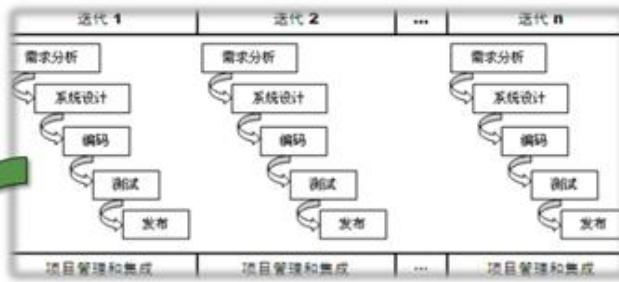 迭代 1 迭代 2 ... 迭代 n
需求分析 需求分析 需求分析
系统设计 系统设计 系统设计
编码 编码 编码
测试 测试 测试
发布 发布 发布
项目管理和集成 项目管理和集成 ... 项目管理和集成